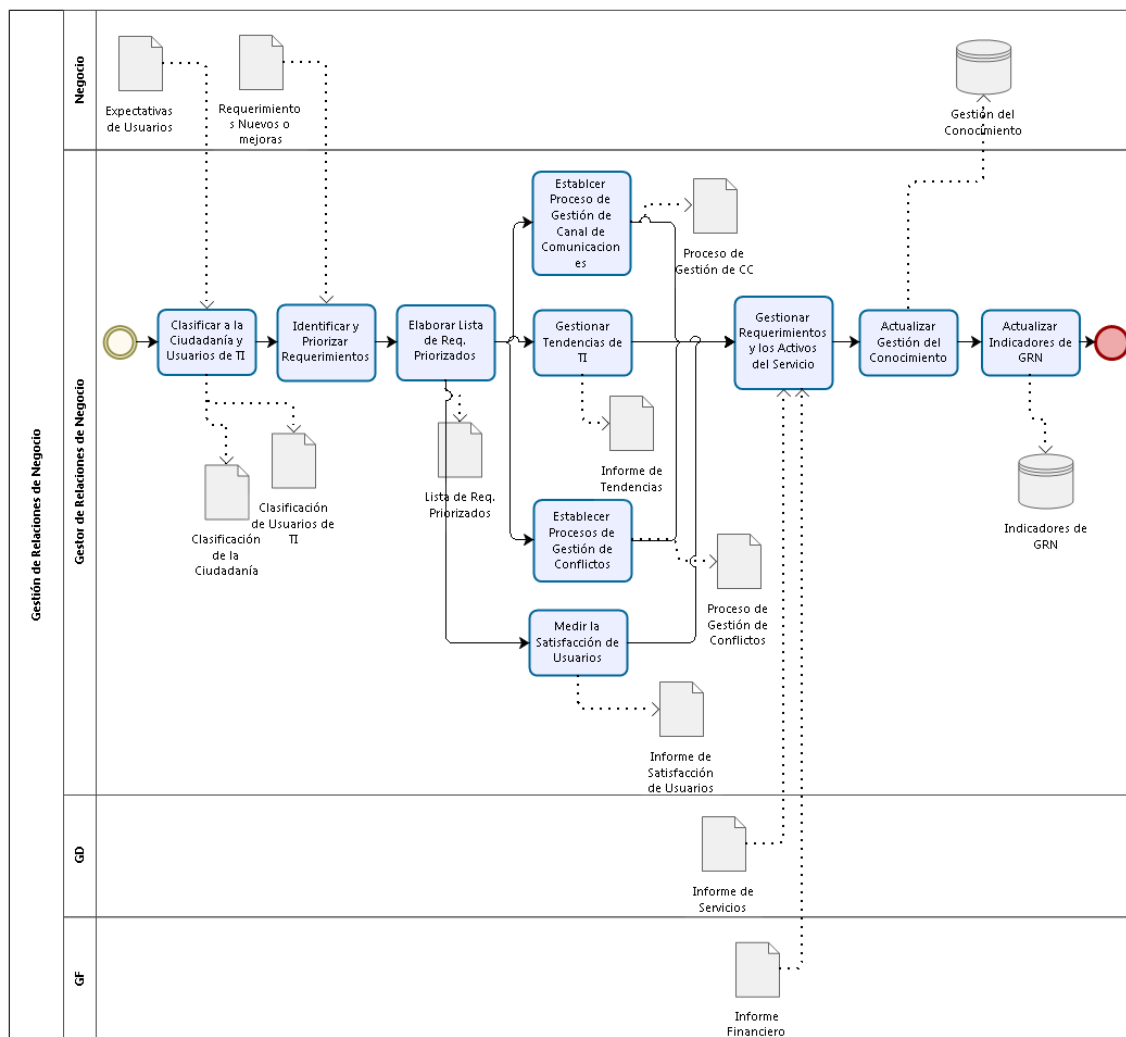 Gestión de Relaciones de Negocio
Negocio
Expectativas
de Usuarios
Requerimiento
s Nuevos o
mejoras
Gestión del
Conocimiento
Gestor de Relaciones de Negocio
Clasificar a la
Ciudadanía y
Usuarios de TI
Identificar y
Priorizar
Requerimientos
Elaborar Lista
de Req.
Priorizados
Establcer
Proceso de
Gestión de
Canal de
Comunicacion
es
Proceso de
Gestión de CC
Gestionar
Tendencias de
TI
Informe de
Tendencias
Gestionar
Requerimientos
y los Activos
del Servicio
Actualizar
Gestión del
Conocimiento
Actualizar
Indicadores de
GRN
Indicadores de
GRN
Clasificación
de la
Ciudadanía
Clasificación
de Usuarios de
TI
Lista de Req.
Priorizados
Establecer
Procesos de
Gestión de
Conflictos
Proceso de
Gestión de
Conflictos
Medir la
Satisfacción de
Usuarios
Informe de
Satisfacción
de Usuarios
GD
Informe de
Servicios
GF
Informe
Financiero